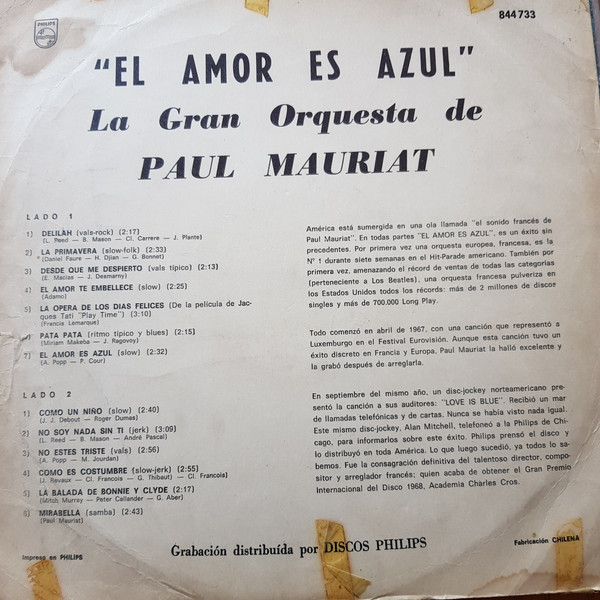 PHILIPS
844733
"EL AMOR ES AZUL"
La Gran Orquesta de
PAUL MAURIAT
LADO 1
1) DELILAH (vals-rock) (2:17)
(L. Reed — B. Mason — Cl. Carrere — J. Plante)
2) LA PRIMAVERA (slow-folk) (2:33)
(Daniel Faure — H. Djian — G. Bonnet)
3) DESDE QUE ME DESPIERTO (vals típico) (2:13)
(E. Macias — J. Desmarny)
4) EL AMOR TE EMBELLECE (slow) (2:25)
(Adamo)
5) LA OPERA DE LOS DIAS FELICES (De la película de Jac-
ques Tati "Play Time") (3:10)
(Francis Lemarque)
6) PATA PATA (ritmo típico y blues) (2:15)
(Miriam Makeba — J. Ragovoy)
7) EL AMOR ES AZUL (slow) (2:32)
(A. Popp — P. Cour)
LADO 2
1) COMO UN NIÑO (slow) (2:40)
(J. J. Debout — Roger Dumas)
2) NO SOY NADA SIN TI (jerk) (3:09)
(L. Reed — B. Mason — André Pascal)
3) NO ESTES TRISTE (vals) (2:56)
(A. Popp — M. Jourdan)
4) COMO ES COSTUMBRE (slow-jerk) (2:55)
(J. Revaux — Cl. Francois — G. Thibaut) — Cl. Francois)
5) LA BALADA DE BONNIE Y CLYDE (2:17)
(Mitch Murray — Peter Callander — G. Aber)
6) MIRABELLA (samba) (2:43)
(Paul Mauriat)
América está sumergida en una ola llamada "el sonido francés de
Paul Mauriat". En todas partes "EL AMOR ES AZUL", es un éxito sin
precedentes. Por primera vez una orquesta europea, francesa, es la
Nº 1 durante siete semanas en el Hit-Parade americano. También por
primera vez, amenazando el récord de ventas de todas las categorías
(perteneciente a Los Beatles), una orquesta francesa pulveriza en
los Estados Unidos todos los récords: más de 2 millones de discos
singles y más de 700.000 Long Play.
Todo comenzó en abril de 1967, con una canción que representó a
Luxemburgo en el Festival Eurovisión. Aunque esta canción tuvo un
éxito discreto en Francia y Europa, Paul Mauriat la halló excelente y
la grabó después de arreglarla.
En septiembre del mismo año, un disc-jockey norteamericano pre-
sentó la canción a sus auditores: "LOVE IS BLUE". Recibió un mar
de llamadas telefónicas y de cartas. Nunca se había visto nada igual.
Este mismo disc-jockey, Alan Mitchell, telefoneó a la Philips de Chi-
cago, para informarlos sobre este éxito. Philips prensó el disco y
lo distribuyó en toda América. Lo que luego sucedió, ya todos lo sa-
bemos. Fue la consagración definitiva del talentoso director, compo-
sitor y arreglador francés; quien acaba de obtener el Gran Premio
Internacional del Disco 1968, Academia Charles Cros.
Impreso en PHILIPS
Grabación distribuída por DISCOS PHILIPS
Fabricación CHILENA